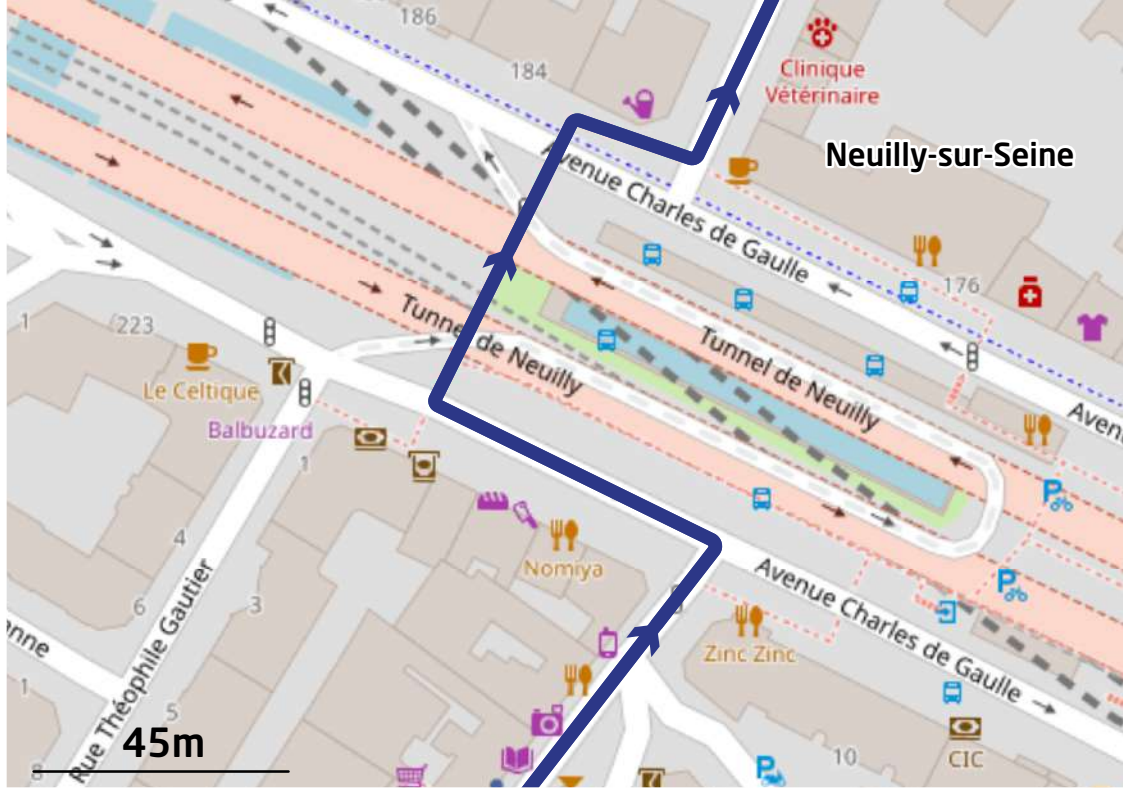 186
184
Clinique
Vétérinaire
Neuilly-sur-Seine
Avenue Charles de Gaulle
176
1
223
Tunnel de Neuilly
Tunnel de Neuilly
Le Celtique
Balbuzard
Aven
1
4
Nomiya
Avenue Charles de Gaulle
6
3
Zinc Zinc
enne
Rue Théophile Gautier
1
5
45m
10
CIC
8